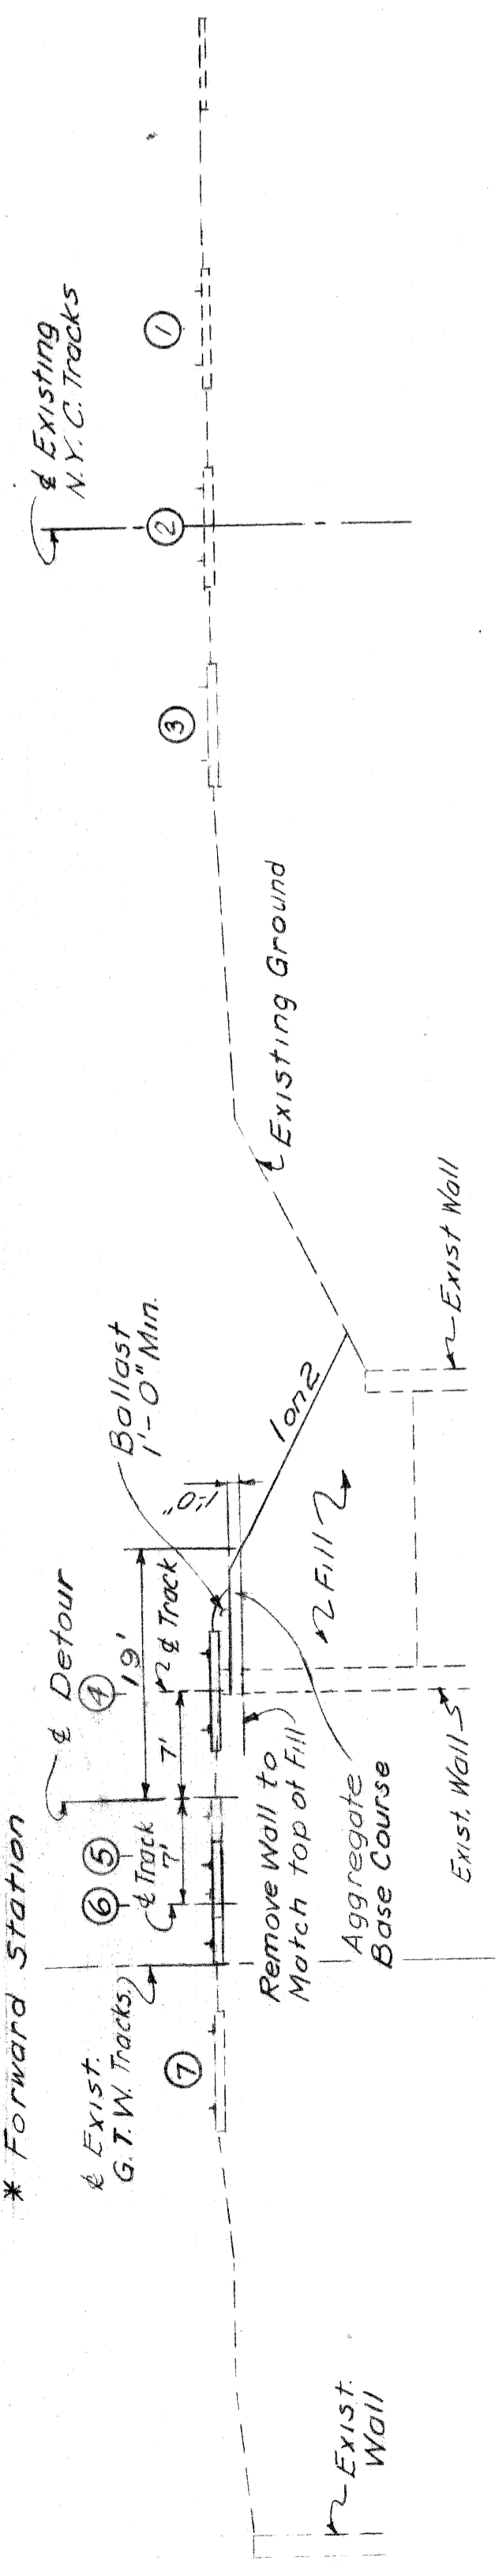 * Forward Station
℄ Exist.
G.T.W. Tracks
⑦
⑥ ⑤
℄ Track
7'
℄ Detour
④
19'
7'
℄ Track
Ballast
1'-0" Min.
1'-0"
1 on 2
Fill
Remove Wall to
Match top of Fill
Aggregate
Base Course
Exist. Wall
Exist Wall
Existing Ground
③
②
℄ Existing
N.Y.C. Tracks
①
Exist.
Wall